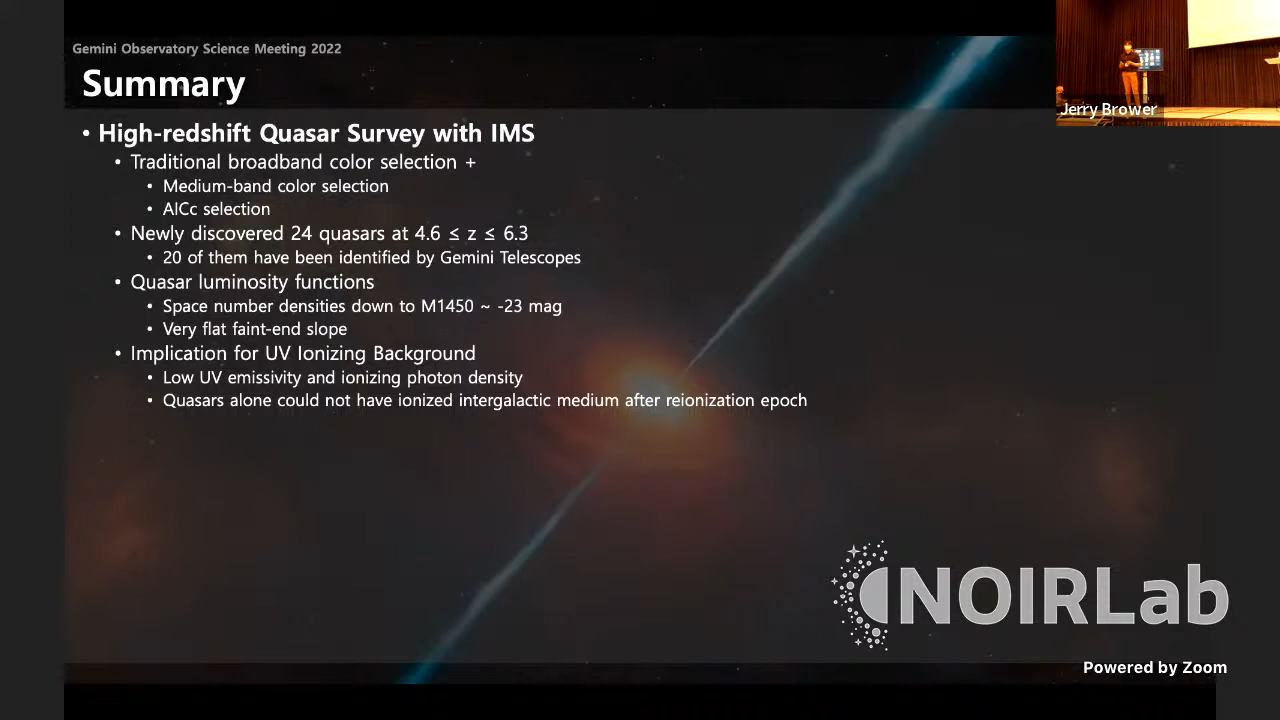 Gemini Observatory Science Meeting 2022
Summary
Jerry Brower
• High-redshift Quasar Survey with IMS
• Traditional broadband color selection +
• Medium-band color selection
• AICc selection
• Newly discovered 24 quasars at 4.6 ≤ z ≤ 6.3
• 20 of them have been identified by Gemini Telescopes
• Quasar luminosity functions
• Space number densities down to M1450 ~ -23 mag
• Very flat faint-end slope
• Implication for UV Ionizing Background
• Low UV emissivity and ionizing photon density
• Quasars alone could not have ionized intergalactic medium after reionization epoch
NOIRLab
Powered by Zoom